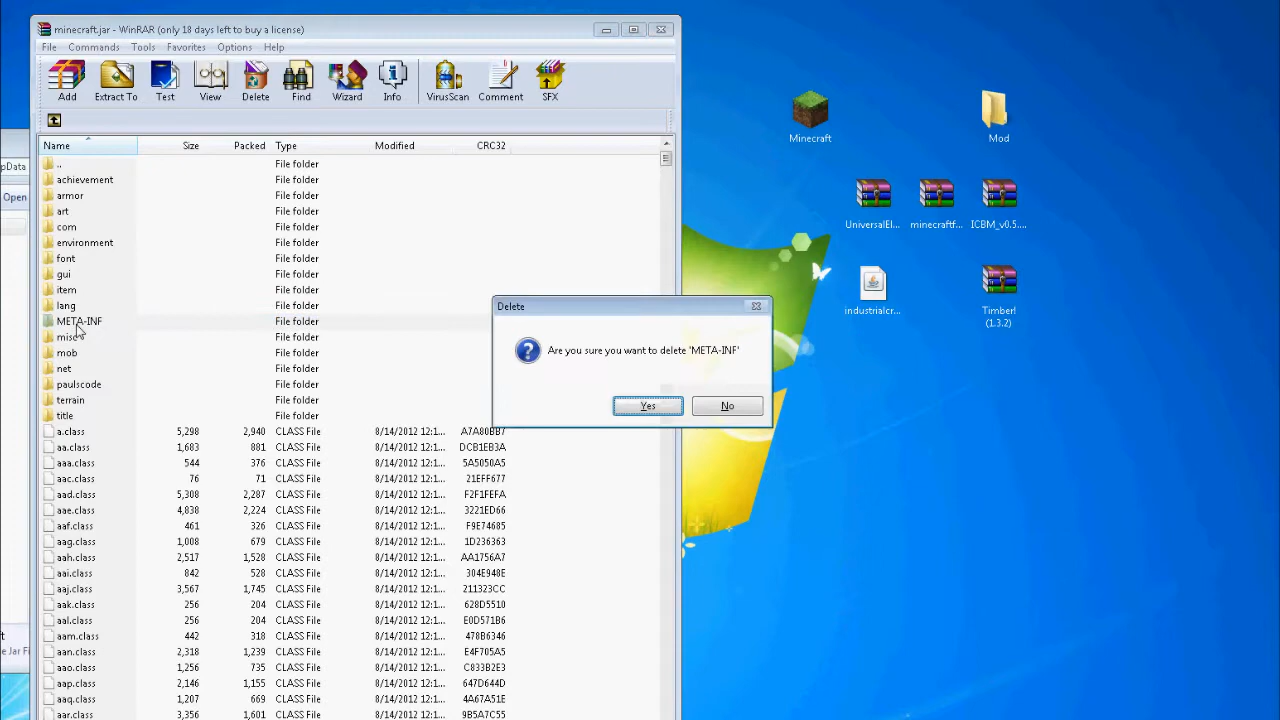 minecraft.jar - WinRAR (only 18 days left to buy a license)
File Commands Tools Favorites Options Help
Add Extract To Test View Delete Find Wizard Info VirusScan Comment SFX
Name Size Packed Type Modified CRC32
.. File folder
achievement File folder
armor File folder
art File folder
com File folder
environment File folder
font File folder
gui File folder
item File folder
lang File folder
META-INF File folder
misc File folder
mob File folder
net File folder
paulscode File folder
terrain File folder
title File folder
a.class 5,298 2,940 CLASS File 8/14/2012 12:1... A7A80BB7
aa.class 1,683 881 CLASS File 8/14/2012 12:1... DCB1EB3A
aaa.class 544 376 CLASS File 8/14/2012 12:1... 5A5050A5
aac.class 76 71 CLASS File 8/14/2012 12:1... 21EFF677
aad.class 5,308 2,287 CLASS File 8/14/2012 12:1... F2F1FEFA
aae.class 4,838 2,224 CLASS File 8/14/2012 12:1... 3221ED66
aaf.class 461 326 CLASS File 8/14/2012 12:1... F9E74685
aag.class 1,008 679 CLASS File 8/14/2012 12:1... 1D236363
aah.class 2,517 1,528 CLASS File 8/14/2012 12:1... AA1756A7
aai.class 842 528 CLASS File 8/14/2012 12:1... 304E948E
aaj.class 3,567 1,745 CLASS File 8/14/2012 12:1... 211323CC
aak.class 256 204 CLASS File 8/14/2012 12:1... 628D5510
aal.class 256 204 CLASS File 8/14/2012 12:1... E0D571B6
aam.class 442 318 CLASS File 8/14/2012 12:1... 478B6346
aan.class 2,318 1,239 CLASS File 8/14/2012 12:1... E4F705A5
aao.class 1,256 735 CLASS File 8/14/2012 12:1... C833B2E3
aap.class 2,146 1,155 CLASS File 8/14/2012 12:1... 647D644D
aaq.class 1,207 669 CLASS File 8/14/2012 12:1... 4A67A51E
aar.class 3,356 1,601 CLASS File 8/14/2012 12:1... 9B5A7C55
Delete
Are you sure you want to delete 'META-INF'
Yes No
Minecraft
Mod
UniversalEl...
minecraftf...
ICBM_v0.5....
industrialcr...
Timber!
(1.3.2)
pData
Open
ft
e Jar Fi